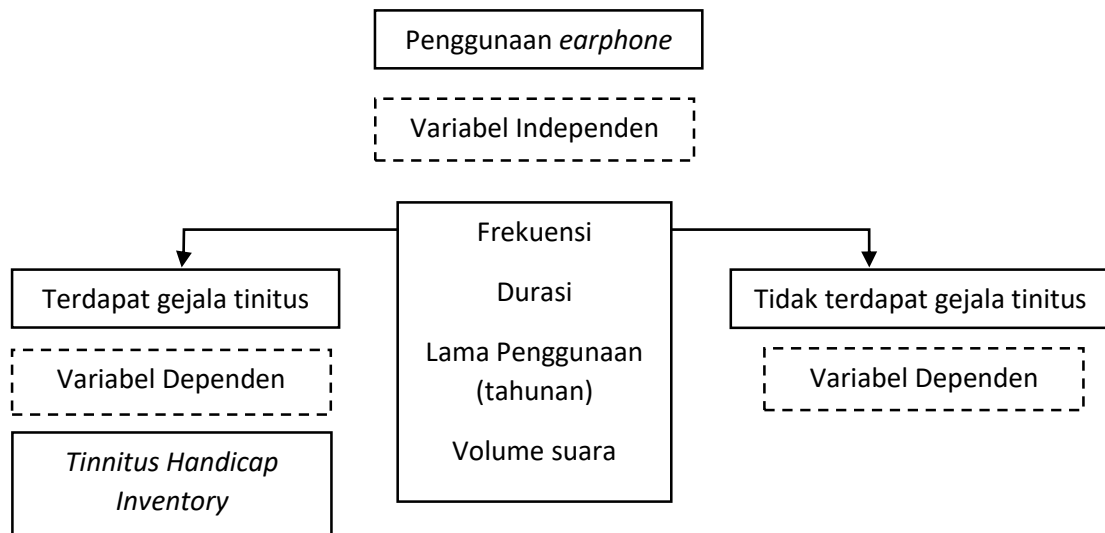 Penggunaan earphone
Variabel Independen
Frekuensi
Durasi
Lama Penggunaan
(tahunan)
Volume suara
Terdapat gejala tinitus
Variabel Dependen
Tinnitus Handicap
Inventory
Tidak terdapat gejala tinitus
Variabel Dependen